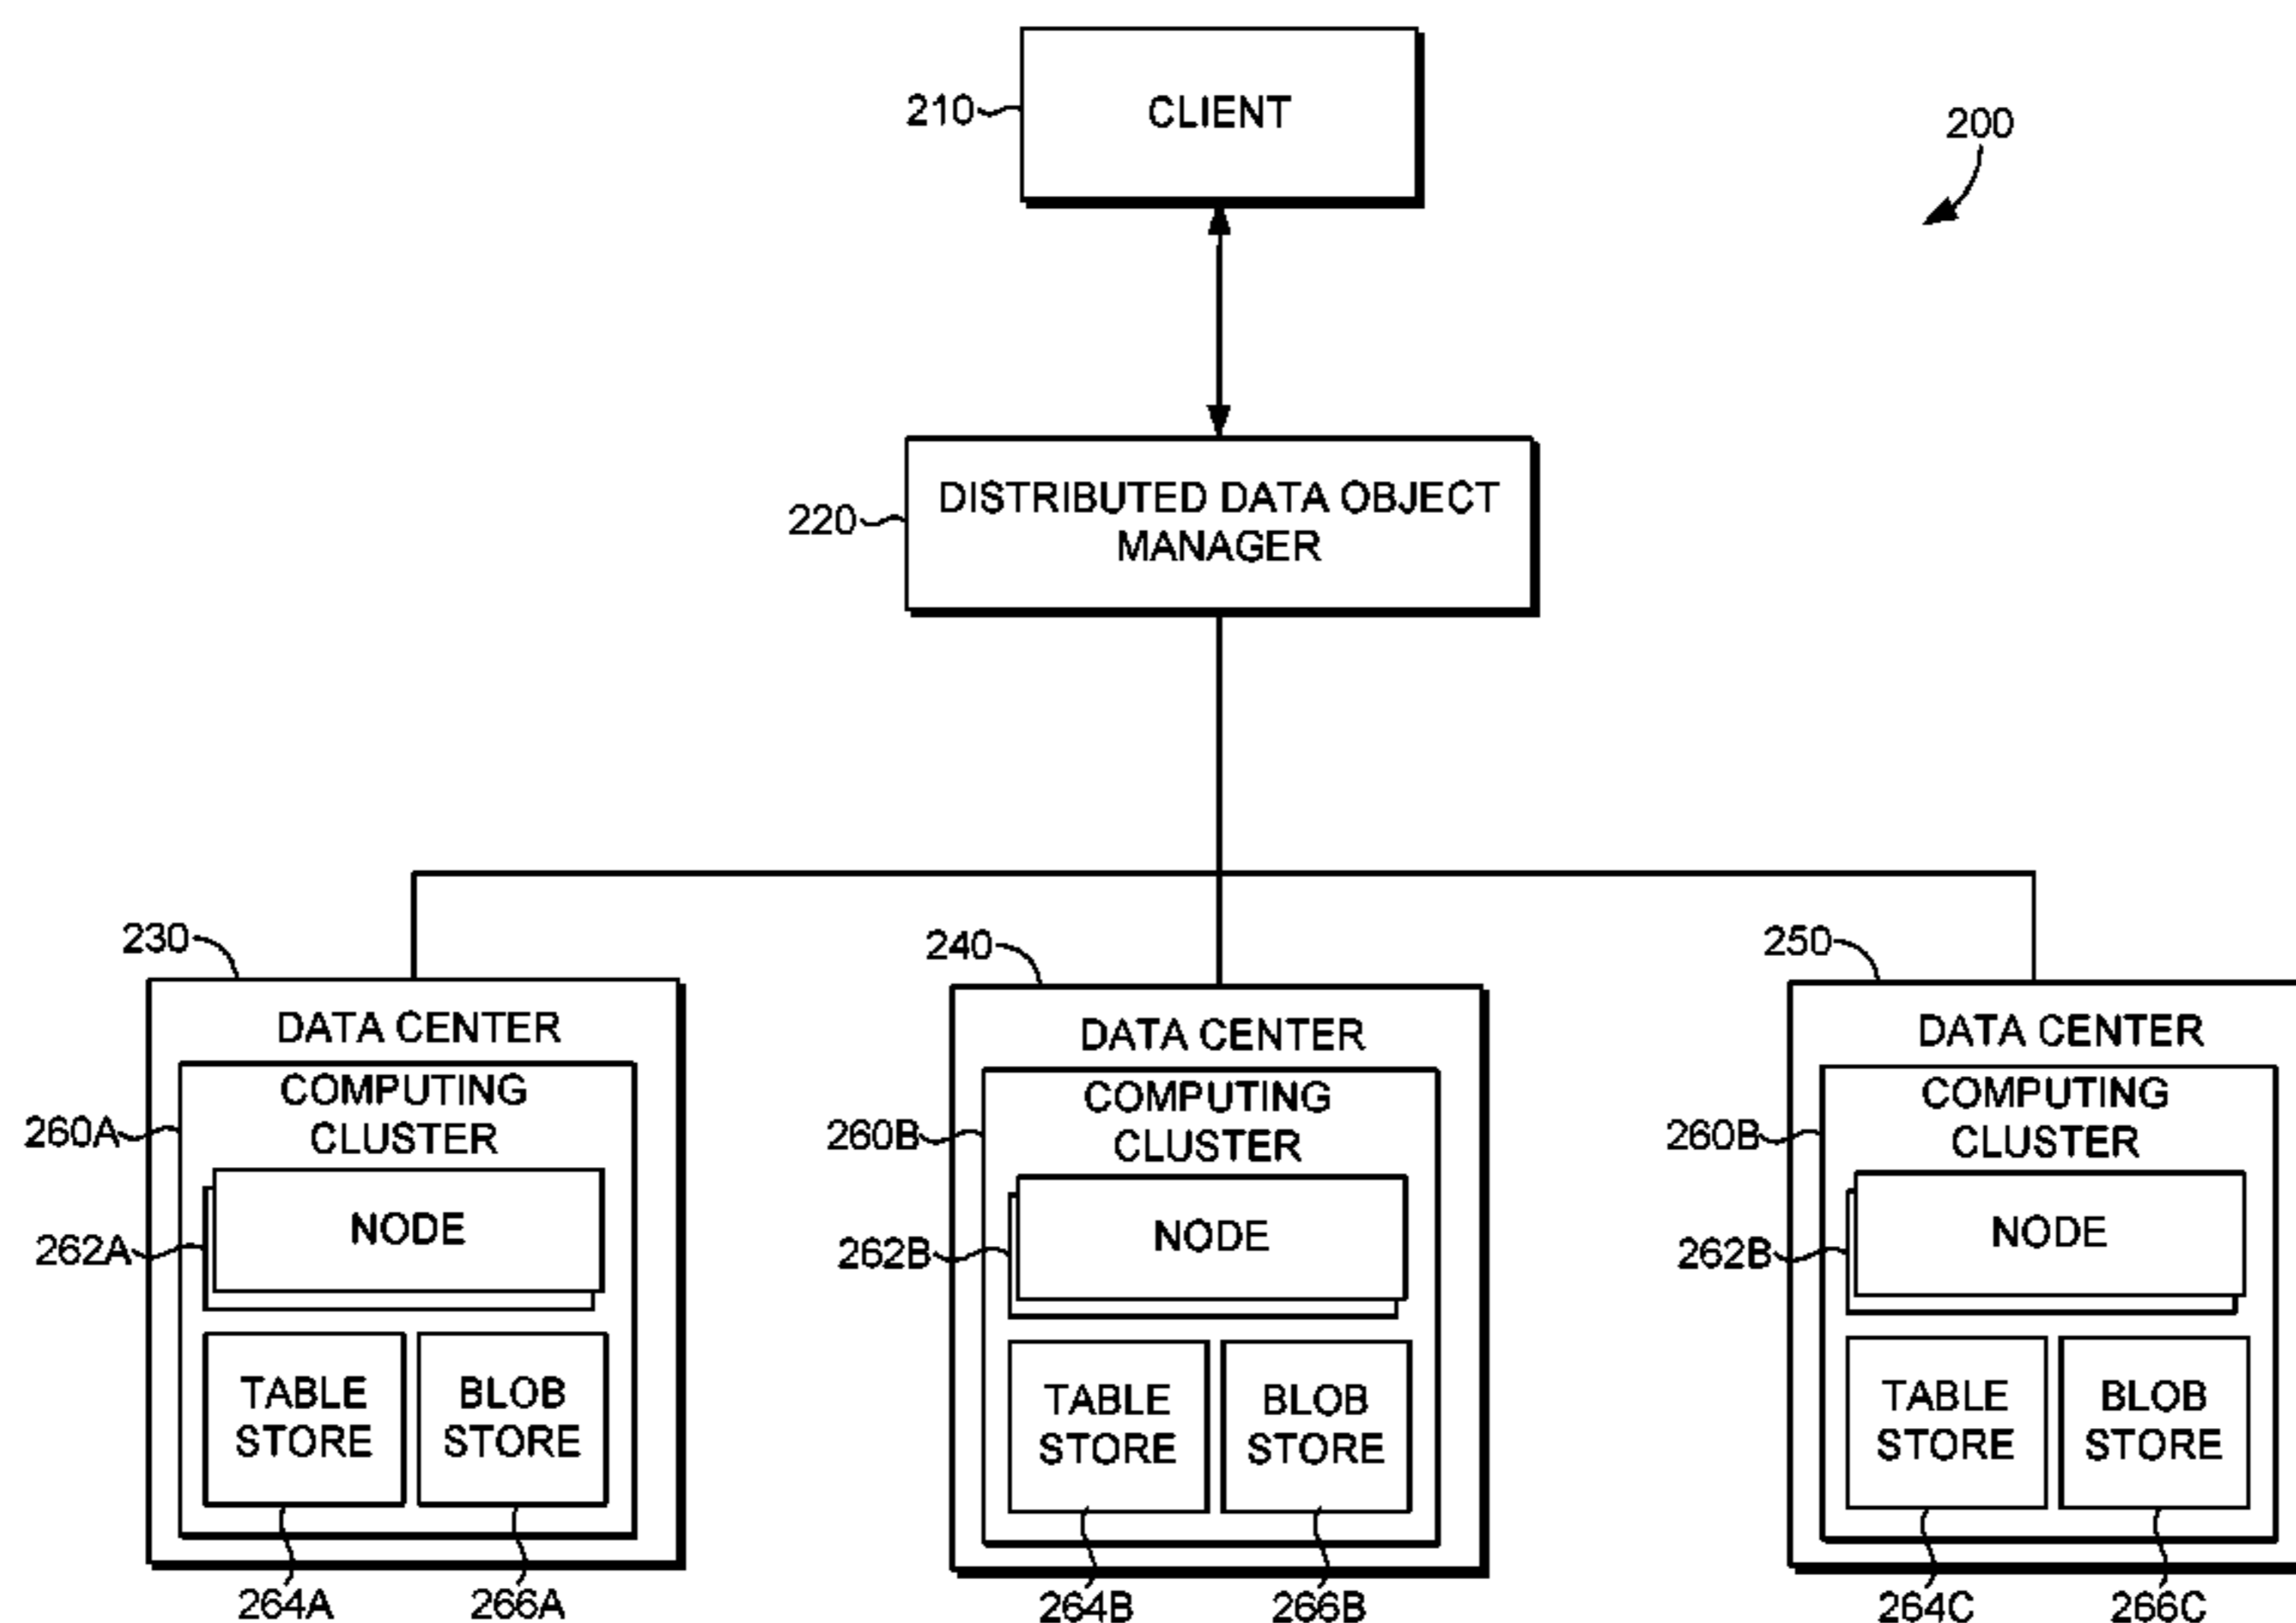 210
CLIENT
200
220
DISTRIBUTED DATA OBJECT
MANAGER
230
DATA CENTER
260A
COMPUTING
CLUSTER
262A
NODE
TABLE
STORE
BLOB
STORE
264A
266A
240
DATA CENTER
260B
COMPUTING
CLUSTER
262B
NODE
TABLE
STORE
BLOB
STORE
264B
266B
250
DATA CENTER
260B
COMPUTING
CLUSTER
262B
NODE
TABLE
STORE
BLOB
STORE
264C
266C